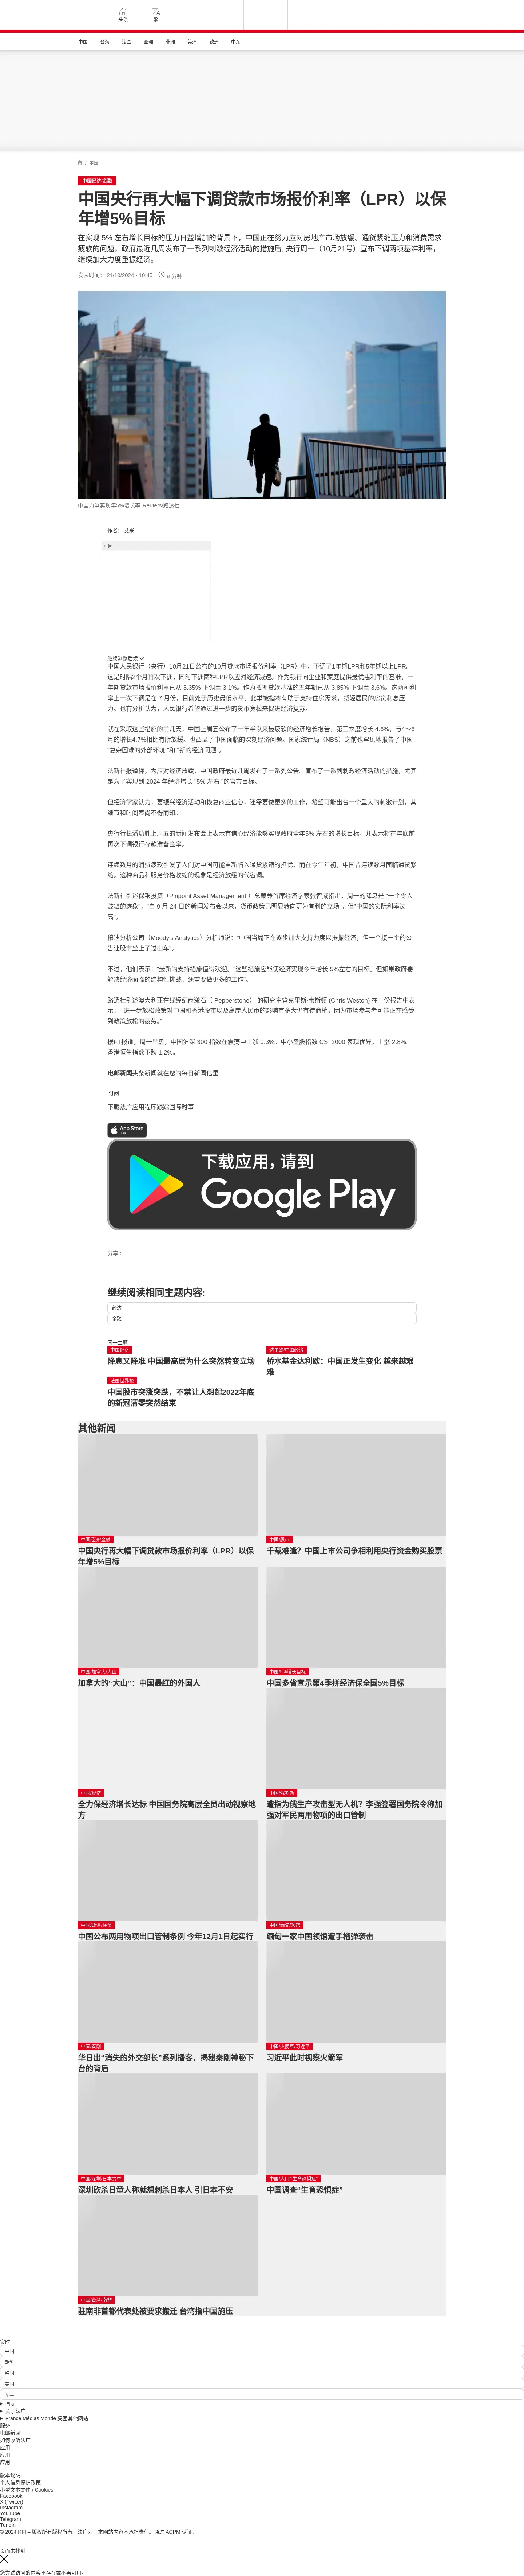 头条
繁
中国
台海
法国
亚洲
非洲
美洲
欧洲
中东
/ 中国
中国经济/金融
中国央行再大幅下调贷款市场报价利率（LPR）以保
年增5%目标
在实现 5% 左右增长目标的压力日益增加的背景下，中国正在努力应对房地产市场放缓、通货紧缩压力和消费需求
疲软的问题，政府最近几周发布了一系列刺激经济活动的措施后, 央行周一（10月21号）宣布下调两项基准利率，
继续加大力度重振经济。
发表时间： 21/10/2024 - 10:45
6 分钟
中国力争实现年5%增长率 Reuters/路透社
作者： 艾米
广告
继续浏览后续
中国人民银行（央行）10月21日公布的10月贷款市场报价利率（LPR）中，下调了1年期LPR和5年期以上LPR。
这是时隔2个月再次下调，同时下调两种LPR以应对经济减速。作为银行向企业和家庭提供最优惠利率的基准，一
年期贷款市场报价利率已从 3.35% 下调至 3.1%。作为抵押贷款基准的五年期已从 3.85% 下调至 3.6%。这两种利
率上一次下调是在 7 月份，目前处于历史最低水平。此举被指将有助于支持住房需求，减轻居民的房贷利息压
力。也有分析认为，人民银行希望通过进一步的货币宽松来促进经济复苏。
就在采取这些措施的前几天，中国上周五公布了一年半以来最疲软的经济增长报告，第三季度增长 4.6%。与4～6
月的增长4.7%相比有所放缓。也凸显了中国面临的深刻经济问题。国家统计局（NBS）之前也罕见地报告了中国
"复杂困难的外部环境 "和 "新的经济问题"。
法新社报道称，为应对经济放缓，中国政府最近几周发布了一系列公告。宣布了一系列刺激经济活动的措施，尤其
是为了实现到 2024 年经济增长 "5% 左右 "的官方目标。
但经济学家认为，要振兴经济活动和恢复商业信心，还需要做更多的工作，希望可能出台一个重大的刺激计划，其
细节和时间表尚不得而知。
央行行长潘功胜上周五的新闻发布会上表示有信心经济能够实现政府全年5% 左右的增长目标，并表示将在年底前
再次下调银行存款准备金率。
连续数月的消费疲软引发了人们对中国可能重新陷入通货紧缩的担忧，而在今年年初，中国曾连续数月面临通货紧
缩。这种商品和服务价格收缩的现象是经济放缓的代名词。
法新社引述保银投资（Pinpoint Asset Management ）总裁兼首席经济学家张智威指出，周一的降息是 "一个令人
鼓舞的迹象"，"自 9 月 24 日的新闻发布会以来，货币政策已明显转向更为有利的立场"。但"中国的实际利率过
高"。
穆迪分析公司（Moody's Analytics）分析师说："中国当局正在逐步加大支持力度以提振经济，但一个接一个的公
告让股市坐上了过山车"。
不过，他们表示："最新的支持措施值得欢迎。"这些措施应能使经济实现今年增长 5%左右的目标。但如果政府要
解决经济面临的结构性挑战，还需要做更多的工作"。
路透社引述澳大利亚在线经纪商激石（ Pepperstone） 的研究主管克里斯·韦斯顿 (Chris Weston) 在一份报告中表
示： "进一步放松政策对中国和香港股市以及离岸人民币的影响有多大仍有待商榷，因为市场参与者可能正在感受
到政策放松的疲劳。"
据FT报道，周一早盘，中国沪深 300 指数在震荡中上涨 0.3%。中小盘股指数 CSI 2000 表现优异，上涨 2.8%。
香港恒生指数下跌 1.2%。
电邮新闻头条新闻就在您的每日新闻信里
订阅
下载法广应用程序跟踪国际时事
App Store
下载应用，请到
Google Play
分享 :
继续阅读相同主题内容:
经济
金融
同一主题
中国经济
降息又降准 中国最高层为什么突然转变立场
达里欧/中国经济
桥水基金达利欧：中国正发生变化 越来越艰
难
法国世界报
中国股市突涨突跌，不禁让人想起2022年底
的新冠清零突然结束
其他新闻
中国经济/金融
中国央行再大幅下调贷款市场报价利率（LPR）以保
年增5%目标
中国/股市
千载难逢？中国上市公司争相利用央行资金购买股票
中国/加拿大/大山
加拿大的“大山”：中国最红的外国人
中国/5%增长目标
中国多省宣示第4季拼经济保全国5%目标
中国/经济
全力保经济增长达标 中国国务院高层全员出动视察地
方
中国/俄罗斯
遭指为俄生产攻击型无人机？李强签署国务院令称加
强对军民两用物项的出口管制
中国/政治/经贸
中国公布两用物项出口管制条例 今年12月1日起实行
中国/缅甸/领馆
缅甸一家中国领馆遭手榴弹袭击
中国/秦刚
华日出“消失的外交部长”系列播客，揭秘秦刚神秘下
台的背后
中国/火箭军/习近平
习近平此时视察火箭军
中国/深圳/日本男童
深圳砍杀日童人称就想刺杀日本人 引日本不安
中国/人口/“生育恐惧症”
中国调查“生育恐惧症”
中国/台湾/南非
驻南非首都代表处被要求搬迁 台湾指中国施压
实时
中国
朝鲜
韩国
美国
军事
国际
关于法广
France Médias Monde 集团其他网站
服务
电邮新闻
如何收听法广
应用
应用
应用
版本说明
个人信息保护政策
小型文本文件 / Cookies
Facebook
X (Twitter)
Instagram
YouTube
Telegram
TuneIn
© 2024 RFI – 版权所有版权所有。法广对非本网站内容不承担责任。通过 ACPM 认证。
页面未找到
您尝试访问的内容不存在或不再可用。